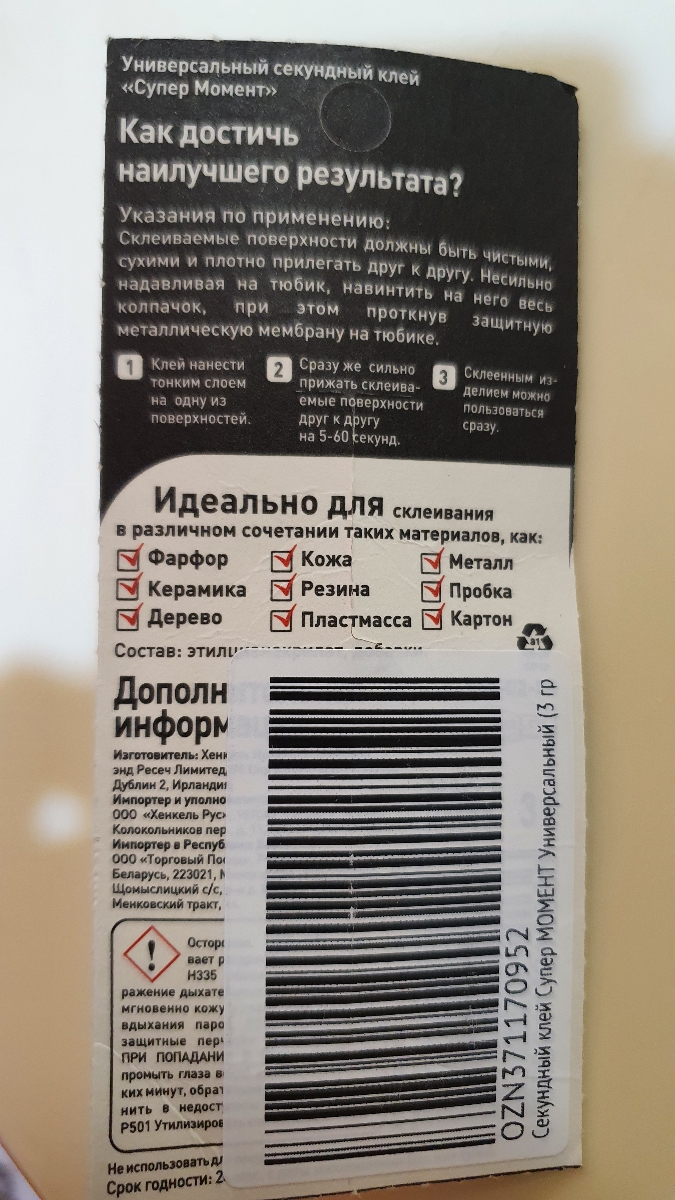 Универсальный секундный клей
«Супер Момент»
Как достичь
наилучшего результата?
Указания по применению:
Склеиваемые поверхности должны быть чистыми,
сухими и плотно прилегать друг к другу. Несильно
надавливая на тюбик, навинтить на него весь
колпачок, при этом проткнув защитную
металлическую мембрану на тюбике.
1 Клей нанести
тонким слоем
на одну из
поверхностей.
2 Сразу же сильно
прижать склеива-
емые поверхности
друг к другу
на 5-60 секунд.
3 Склеенным из-
делием можно
пользоваться
сразу.
Идеально для склеивания
в различном сочетании таких материалов, как:
Фарфор Кожа Металл
Керамика Резина Пробка
Дерево Пластмасса Картон
81
Состав:
Дополн
информ
Изготовитель: Хен
энд Ресеч Лимитед
Дублин 2, Ирланди
Импортер и уполно
ООО «Хенкель Рус»
Колокольников пер
Импортер в Респуб
ООО «Торговый По
Беларусь, 223021,
Щомыслицкий с/с,
Менковский тракт,
Осторо
вает р
H335
ражение дыхате
мгновенно кожу
вдыхания паро
защитные перч
ПРИ ПОПАДАНИ
промыть глаза в
ких минут, обрат
нить в недост
P501 Утилизиров
Не использовать дл
Срок годности: 2
OZN371170952
Секундный клей Супер МОМЕНТ Универсальный (3 гр